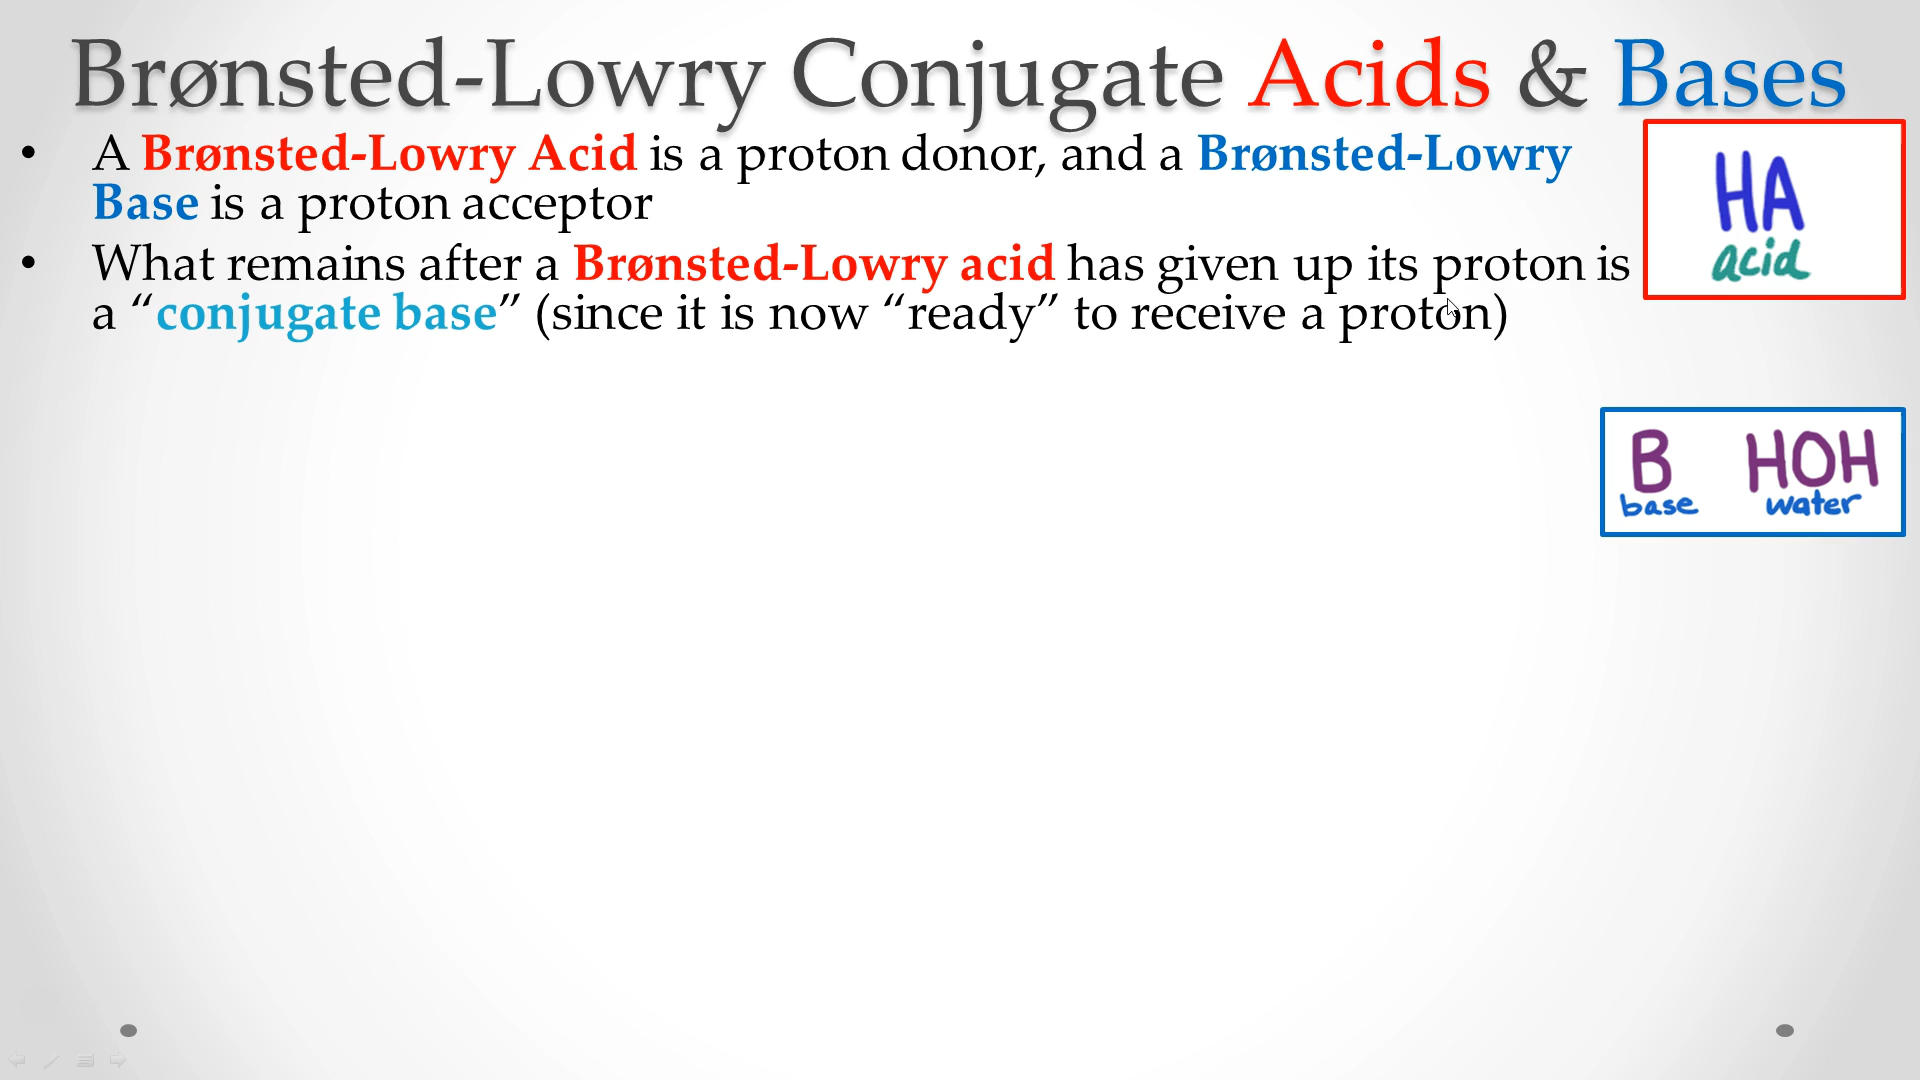 Brønsted-Lowry Conjugate Acids & Bases
• A Brønsted-Lowry Acid is a proton donor, and a Brønsted-Lowry
Base is a proton acceptor
• What remains after a Brønsted-Lowry acid has given up its proton is
a “conjugate base” (since it is now “ready” to receive a proton)
HA
acid
B HOH
base water